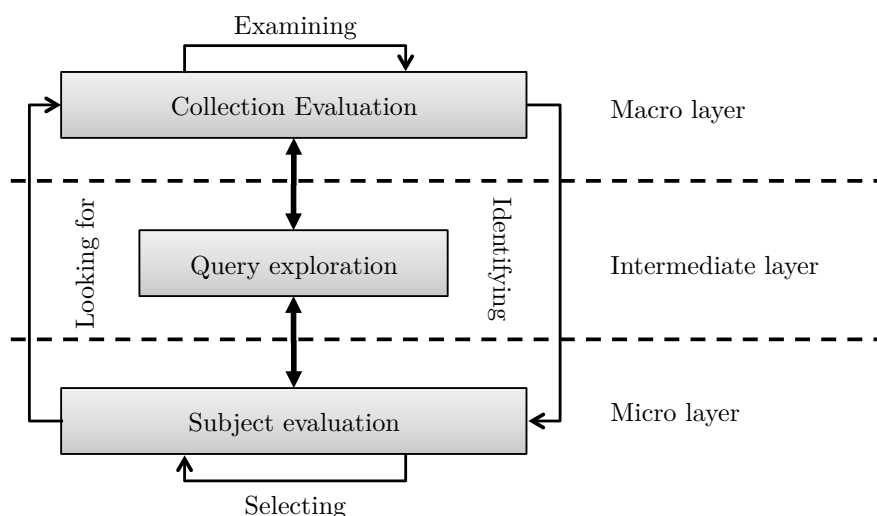 Examining
Collection Evaluation
Macro layer
Looking for
Query exploration
Identifying
Intermediate layer
Subject evaluation
Micro layer
Selecting